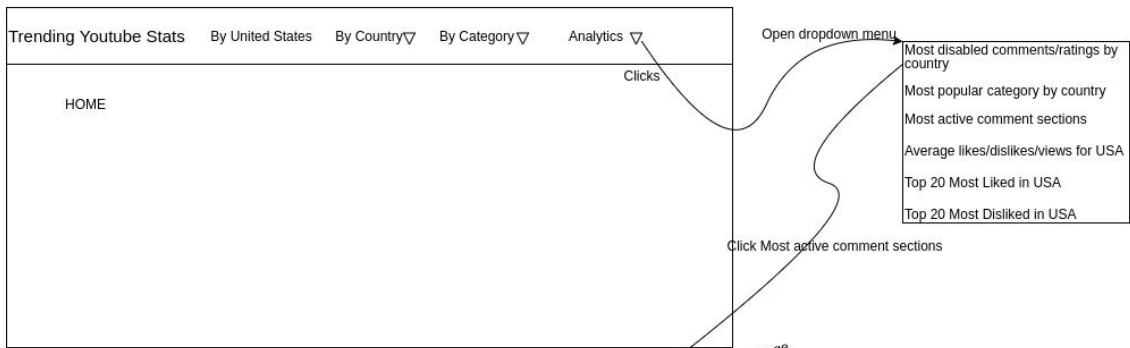 Trending Youtube Stats By United States By Country By Category Analytics
Clicks
HOME
Open dropdown menu
Most disabled comments/ratings by
country
Most popular category by country
Most active comment sections
Average likes/dislikes/views for USA
Top 20 Most Liked in USA
Top 20 Most Disliked in USA
Click Most active comment sections